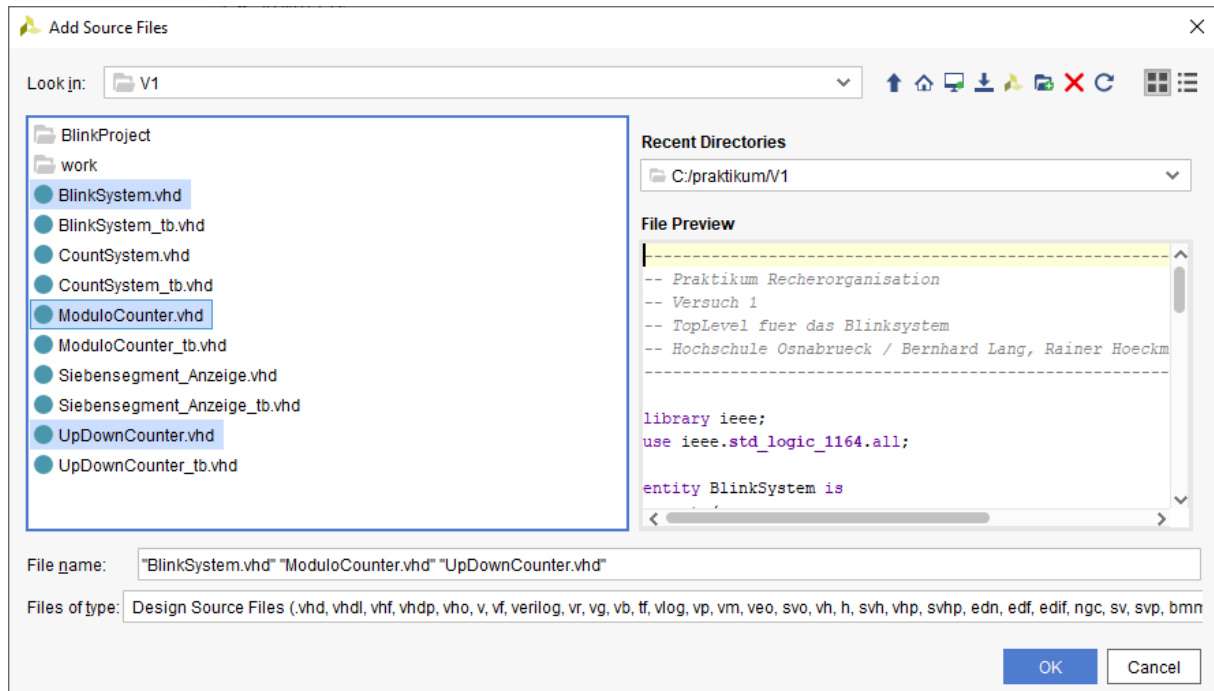 Add Source Files
Look in: V1
BlinkProject
work
BlinkSystem.vhd
BlinkSystem_tb.vhd
CountSystem.vhd
CountSystem_tb.vhd
ModuloCounter.vhd
ModuloCounter_tb.vhd
Siebensegment_Anzeige.vhd
Siebensegment_Anzeige_tb.vhd
UpDownCounter.vhd
UpDownCounter_tb.vhd
Recent Directories
C:/praktikum/V1
File Preview
--------------------------------------------------------
-- Praktikum Recherorganisation
-- Versuch 1
-- TopLevel fuer das Blinksystem
-- Hochschule Osnabrueck / Bernhard Lang, Rainer Hoeckm
--------------------------------------------------------
library ieee;
use ieee.std_logic_1164.all;
entity BlinkSystem is
File name: "BlinkSystem.vhd" "ModuloCounter.vhd" "UpDownCounter.vhd"
Files of type: Design Source Files (.vhd, vhdl, vhf, vhdp, vho, v, vf, verilog, vr, vg, vb, tf, vlog, vp, vm, veo, svo, vh, h, svh, vhp, svhp, edn, edf, edif, ngc, sv, svp, bmm
OK Cancel